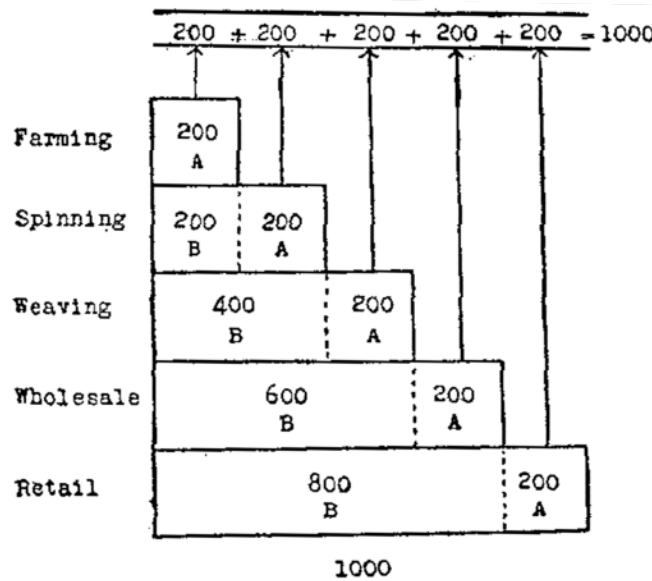 200 + 200 + 200 + 200 + 200 = 1000
Farming
200
A
Spinning
200 200
B A
Weaving
400 200
B A
Wholesale
600 200
B A
Retail
800 200
B A
1000